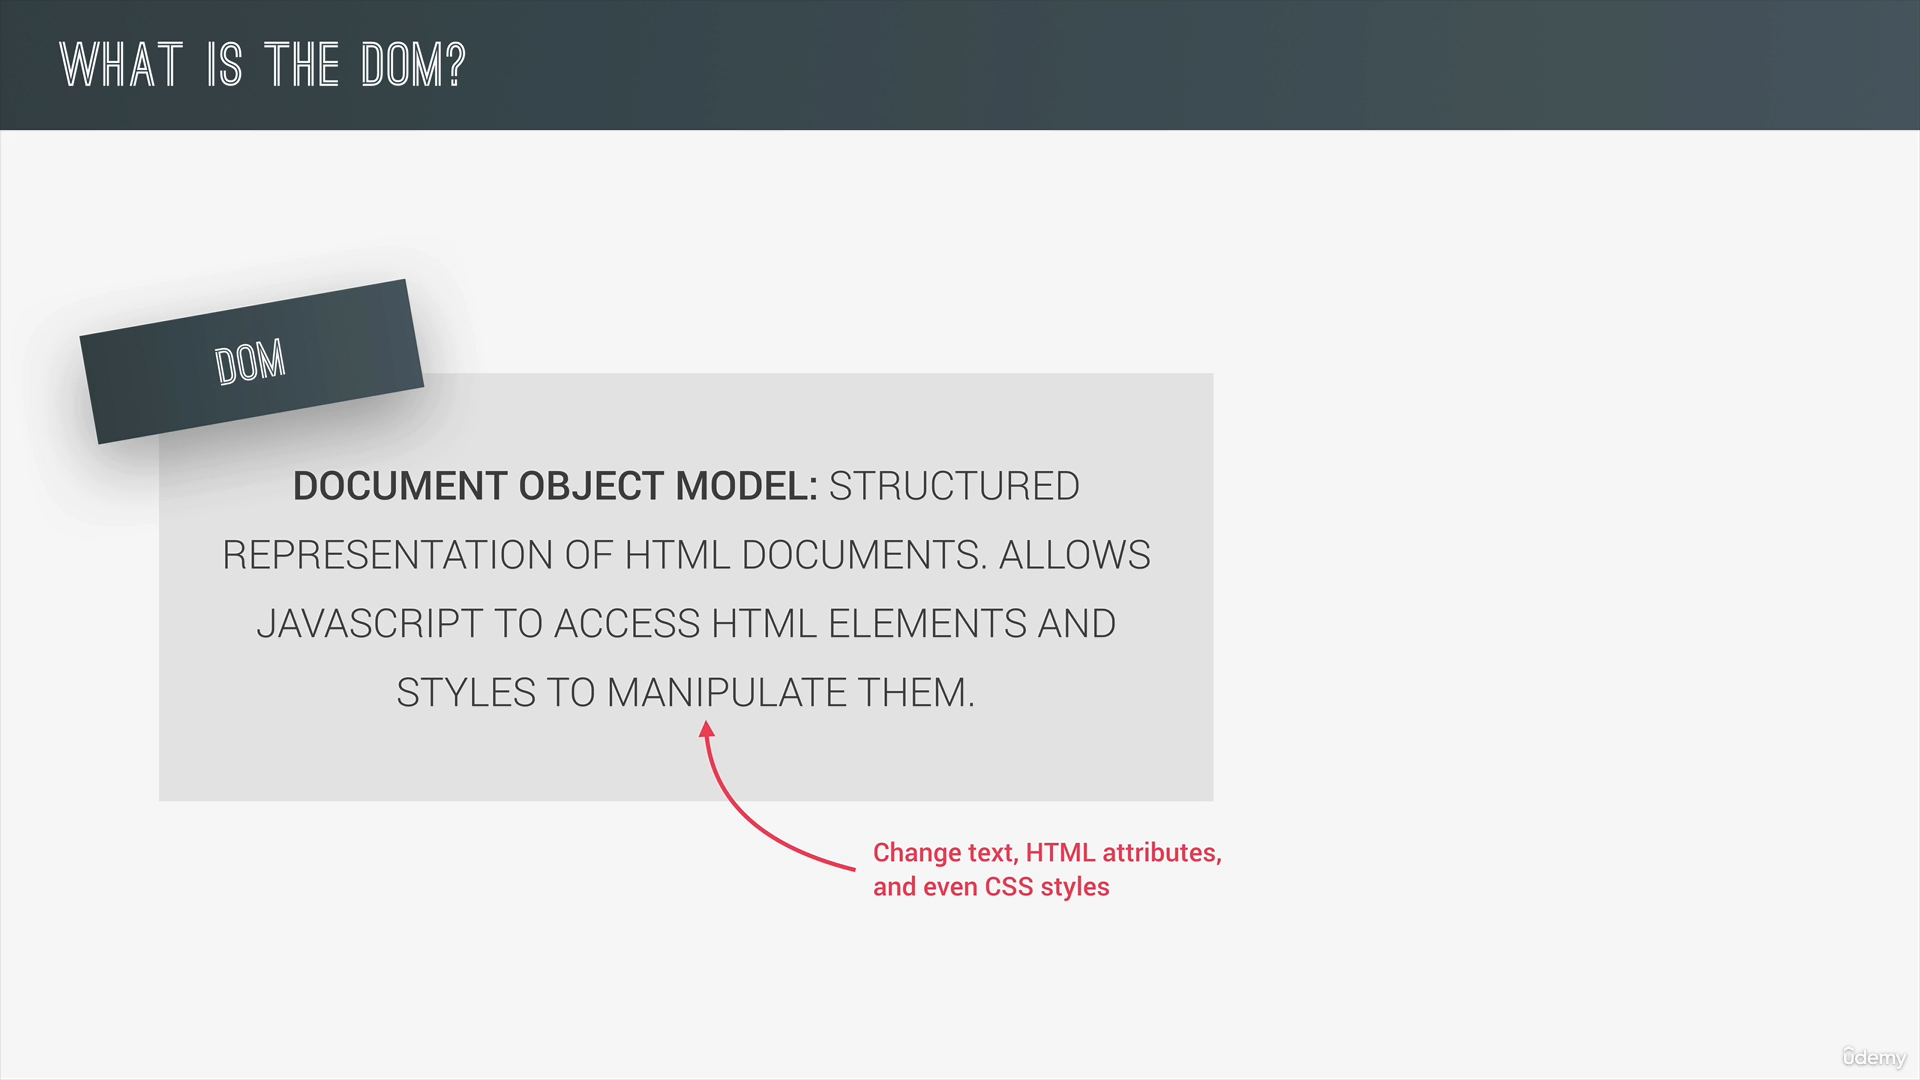 WHAT IS THE DOM?
DOM
DOCUMENT OBJECT MODEL: STRUCTURED
REPRESENTATION OF HTML DOCUMENTS. ALLOWS
JAVASCRIPT TO ACCESS HTML ELEMENTS AND
STYLES TO MANIPULATE THEM.
Change text, HTML attributes,
and even CSS styles
ûdemy